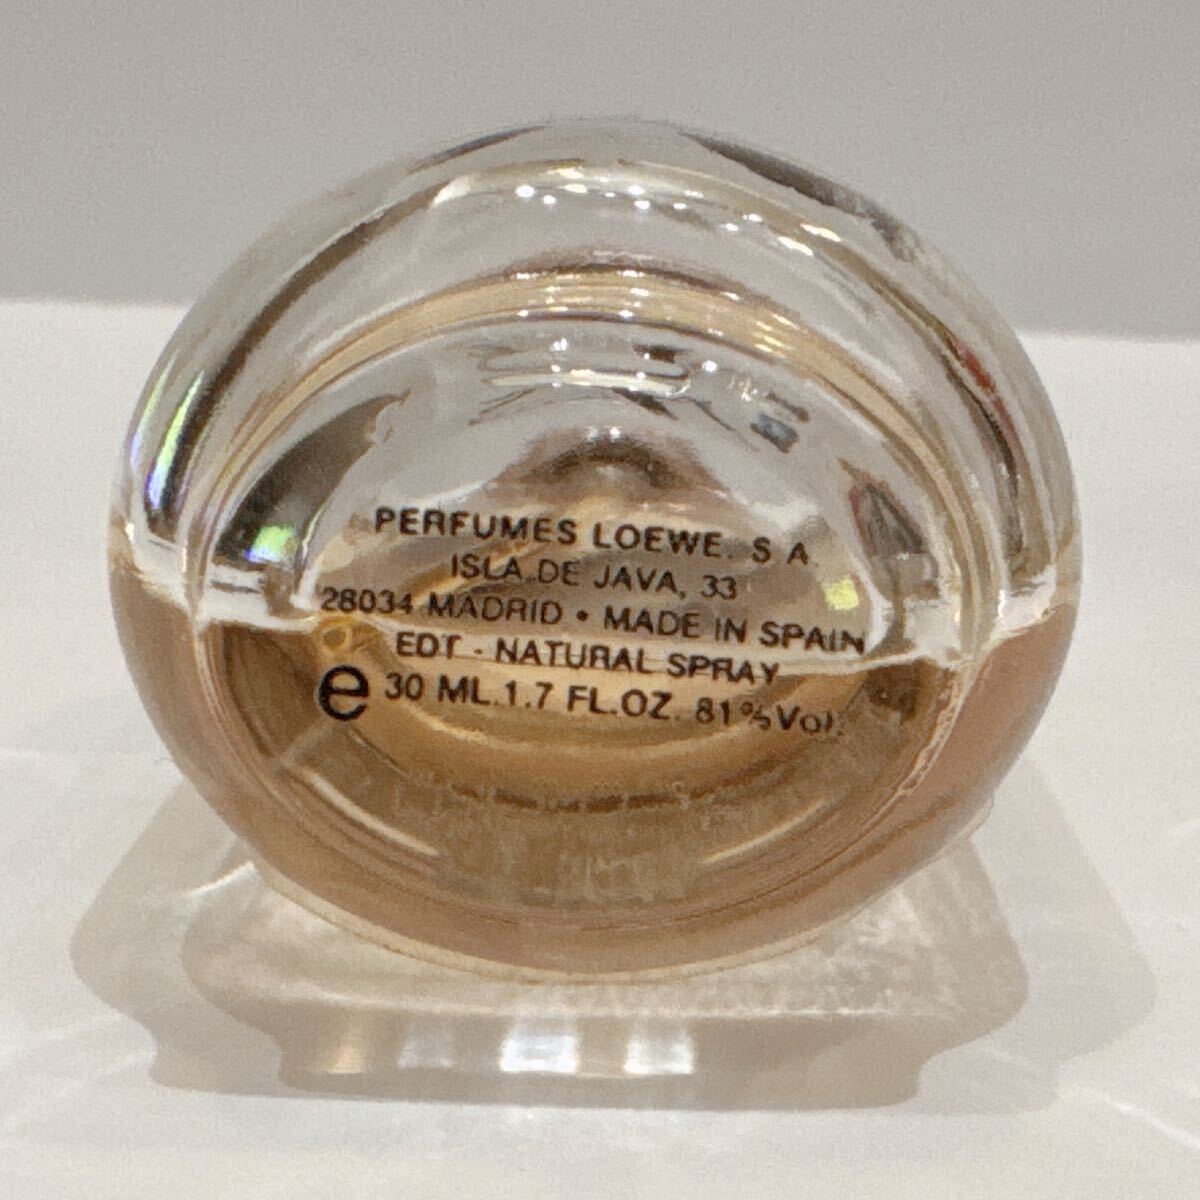 PERFUMES LOEWE. S A.
ISLA DE JAVA, 33
28034 MADRID • MADE IN SPAIN
EDT - NATURAL SPRAY
e 30 ML.1.7 FL.OZ. 81%Vol.